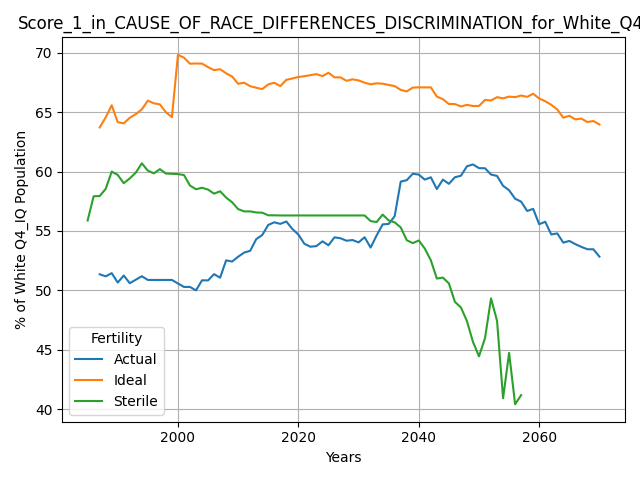 Score_1_in_CAUSE_OF_RACE_DIFFERENCES_DISCRIMINATION_for_White_Q4
70
65
60
55
50
45
40
% of White Q4_IQ Population
Fertility
Actual
Ideal
Sterile
2000 2020 2040 2060
Years